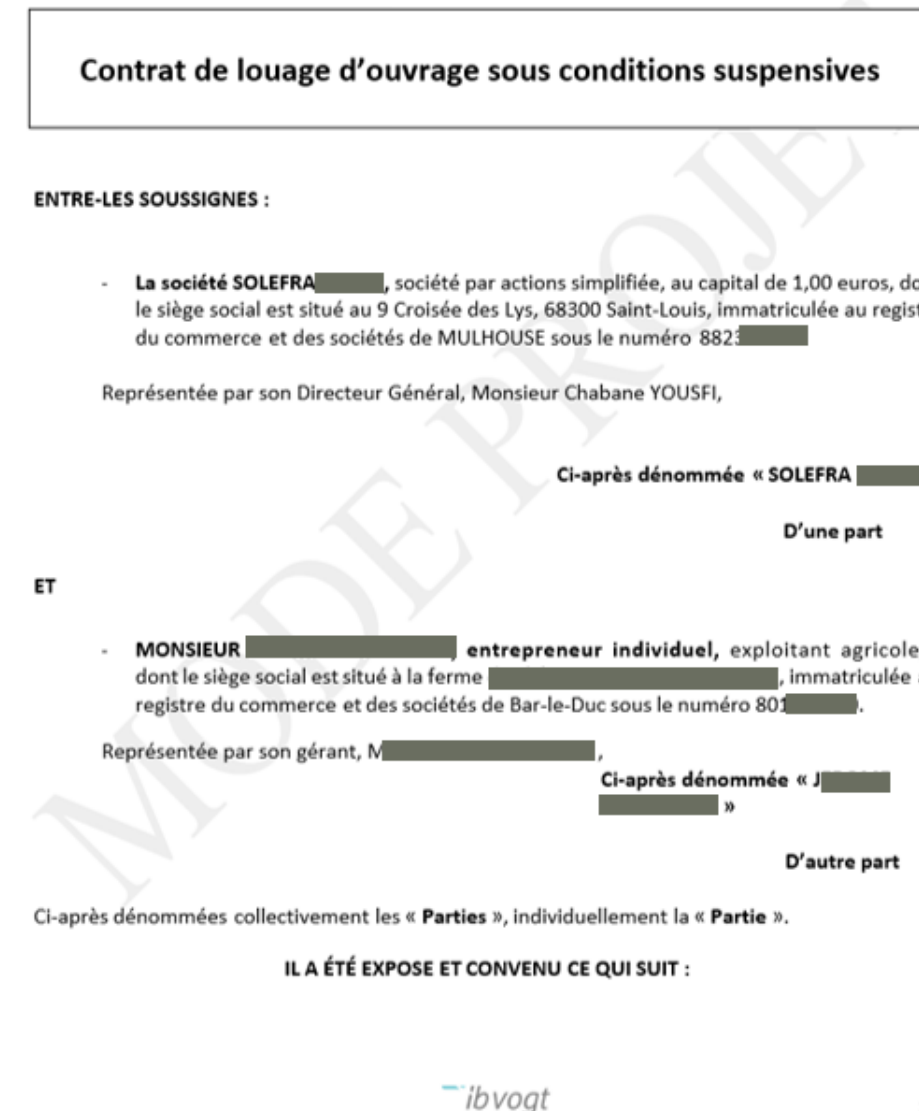 Contrat de louage d'ouvrage sous conditions suspensives
ENTRE-LES SOUSSIGNES :
- La société SOLEFRA , société par actions simplifiée, au capital de 1,00 euros, do
le siège social est situé au 9 Croisée des Lys, 68300 Saint-Louis, immatriculée au regist
du commerce et des sociétés de MULHOUSE sous le numéro 882
Représentée par son Directeur Général, Monsieur Chabane YOUSFI,
Ci-après dénommée « SOLEFRA
D'une part
ET
- MONSIEUR , entrepreneur individuel, exploitant agricole
dont le siège social est situé à la ferme , immatriculée
registre du commerce et des sociétés de Bar-le-Duc sous le numéro 801 .
Représentée par son gérant, M ,
Ci-après dénommée « J
»
D'autre part
Ci-après dénommées collectivement les « Parties », individuellement la « Partie ».
IL A ÉTÉ EXPOSE ET CONVENU CE QUI SUIT :
ibvogt
MODE PROJE